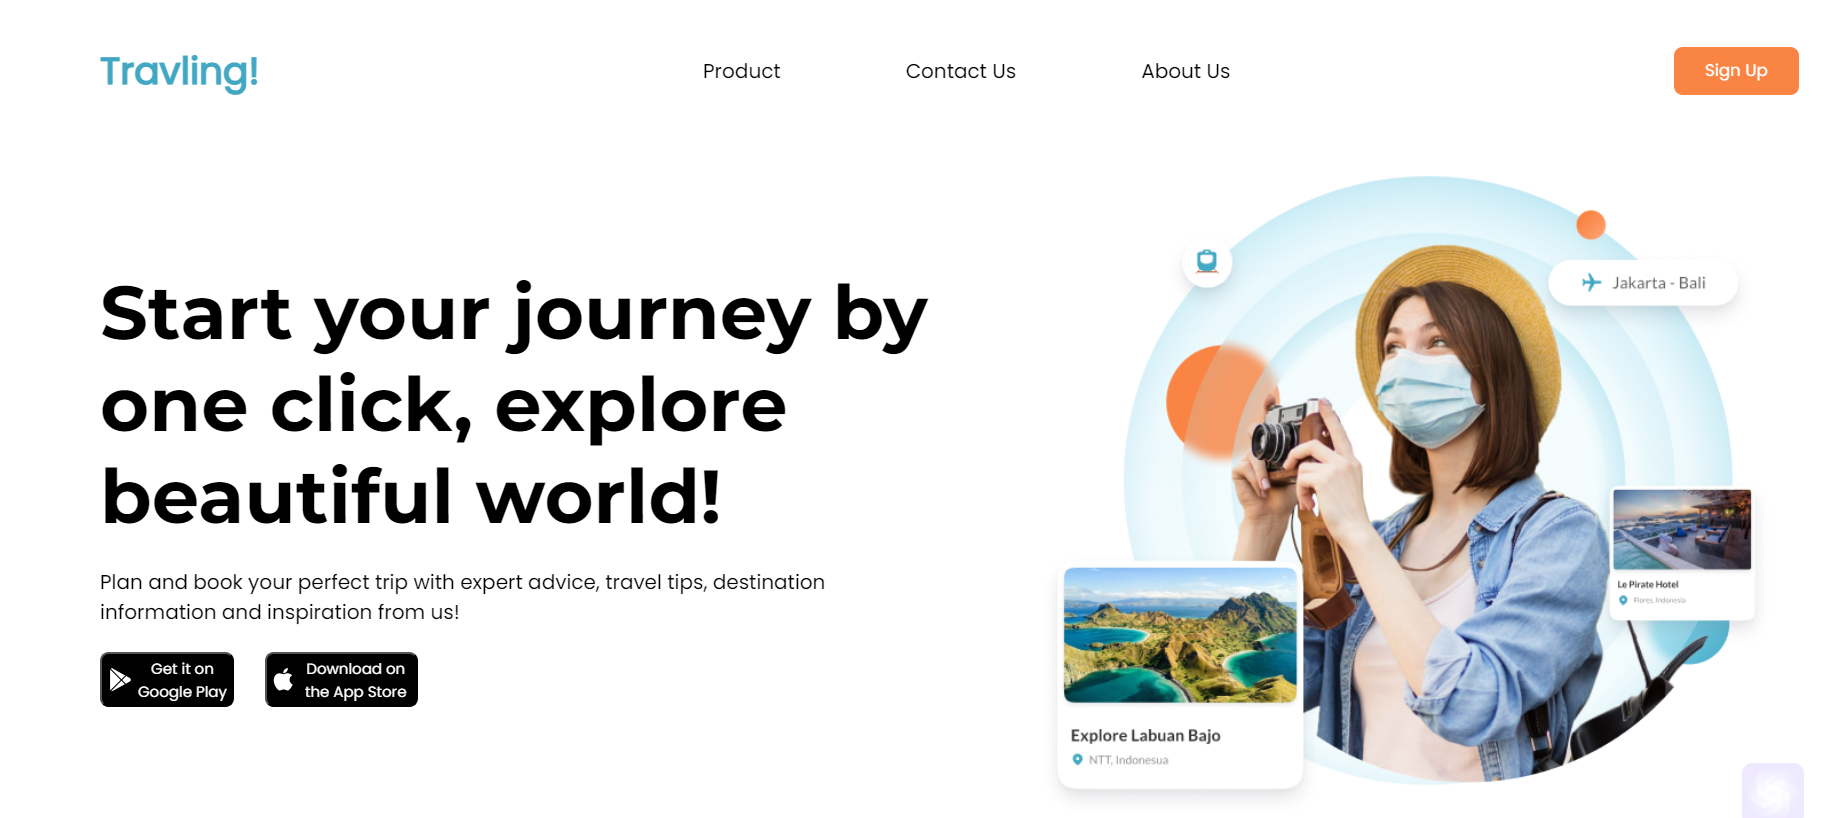 Travling!
Product
Contact Us
About Us
Sign Up
Start your journey by
one click, explore
beautiful world!
Plan and book your perfect trip with expert advice, travel tips, destination
information and inspiration from us!
Get it on
Google Play
Download on
the App Store
Jakarta - Bali
Le Pirate Hotel
Flores, Indonesia
Explore Labuan Bajo
NTT, Indonesua